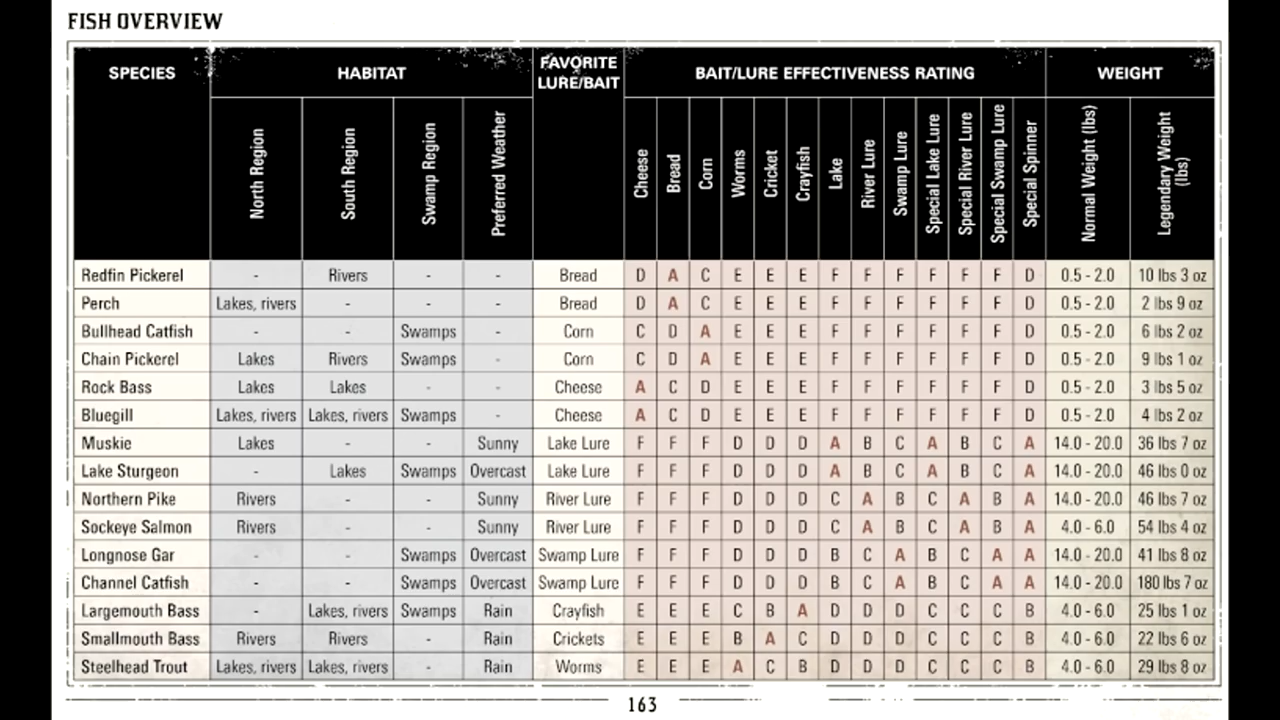 FISH OVERVIEW
SPECIES HABITAT FAVORITE LURE/BAIT BAIT/LURE EFFECTIVENESS RATING WEIGHT
North Region South Region Swamp Region Preferred Weather Cheese Bread Corn Worms Cricket Crayfish Lake River Lure Swamp Lure Special Lake Lure Special River Lure Special Swamp Lure Special Spinner Normal Weight (lbs) Legendary Weight (lbs)
Redfin Pickerel - Rivers - - Bread D A C E E E F F F F F F D 0.5 - 2.0 10 lbs 3 oz
Perch Lakes, rivers - - - Bread D A C E E E F F F F F F D 0.5 - 2.0 2 lbs 9 oz
Bullhead Catfish - - Swamps - Corn C D A E E E F F F F F F D 0.5 - 2.0 6 lbs 2 oz
Chain Pickerel Lakes Rivers Swamps - Corn C D A E E E F F F F F F D 0.5 - 2.0 9 lbs 1 oz
Rock Bass Lakes Lakes - - Cheese A C D E E E F F F F F F D 0.5 - 2.0 3 lbs 5 oz
Bluegill Lakes, rivers Lakes, rivers Swamps - Cheese A C D E E E F F F F F F D 0.5 - 2.0 4 lbs 2 oz
Muskie Lakes - - Sunny Lake Lure F F F D D D A B C A B C A 14.0 - 20.0 36 lbs 7 oz
Lake Sturgeon - Lakes Swamps Overcast Lake Lure F F F D D D A B C A B C A 14.0 - 20.0 46 lbs 0 oz
Northern Pike Rivers - - Sunny River Lure F F F D D D C A B C A B A 14.0 - 20.0 46 lbs 7 oz
Sockeye Salmon Rivers - - Sunny River Lure F F F D D D C A B C A B A 4.0 - 6.0 54 lbs 4 oz
Longnose Gar - - Swamps Overcast Swamp Lure F F F D D D B C A B C A A 14.0 - 20.0 41 lbs 8 oz
Channel Catfish - - Swamps Overcast Swamp Lure F F F D D D B C A B C A A 14.0 - 20.0 180 lbs 7 oz
Largemouth Bass - Lakes, rivers Swamps Rain Crayfish E E E C B A D D D C C C B 4.0 - 6.0 25 lbs 1 oz
Smallmouth Bass Rivers Rivers - Rain Crickets E E E B A C D D D C C C B 4.0 - 6.0 22 lbs 6 oz
Steelhead Trout Lakes, rivers Lakes, rivers - Rain Worms E E E A C B D D D C C C B 4.0 - 6.0 29 lbs 8 oz
163